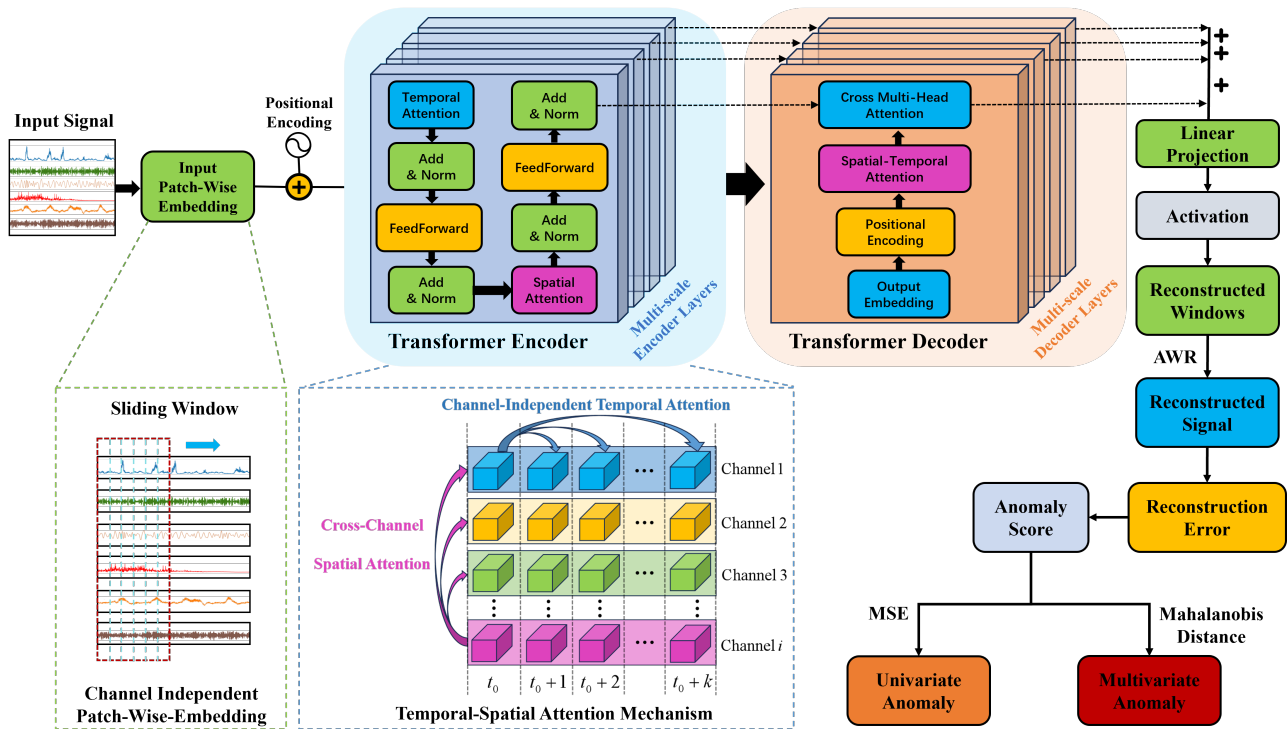 Input Signal
Positional
Encoding
Input
Patch-Wise
Embedding
Temporal
Attention
Add
& Norm
FeedForward
Add
& Norm
Spatial
Attention
Add
& Norm
FeedForward
Add
& Norm
Transformer Encoder
Multi-scale
Encoder Layers
Cross Multi-Head
Attention
Spatial-Temporal
Attention
Positional
Encoding
Output
Embedding
Transformer Decoder
Multi-scale
Decoder Layers
+
+
+
Linear
Projection
Activation
Reconstructed
Windows
AWR
Reconstructed
Signal
Reconstruction
Error
Anomaly
Score
MSE
Mahalanobis
Distance
Univariate
Anomaly
Multivariate
Anomaly
Sliding Window
Channel Independent
Patch-Wise-Embedding
Channel-Independent Temporal Attention
Cross-Channel
Spatial Attention
Channel 1
Channel 2
Channel 3
Channel i
t₀ t₀ + 1 t₀ + 2 t₀ + k
Temporal-Spatial Attention Mechanism